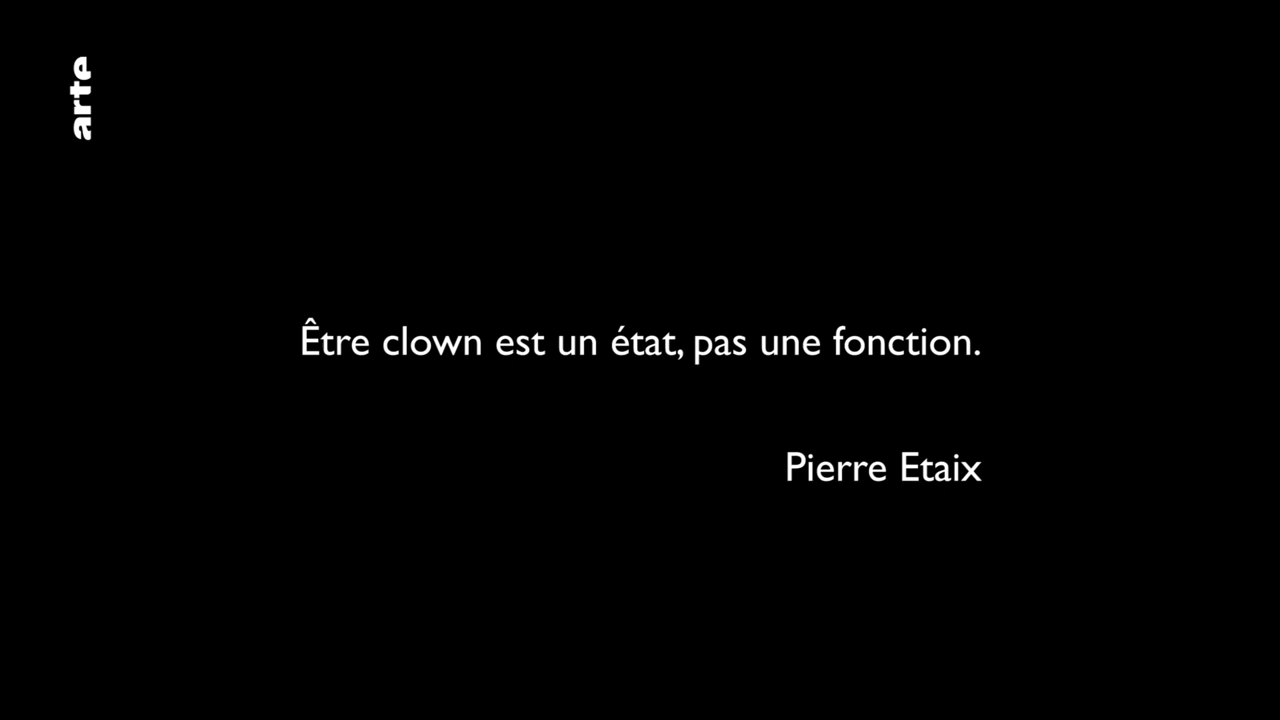 arte
Être clown est un état, pas une fonction.
Pierre Etaix